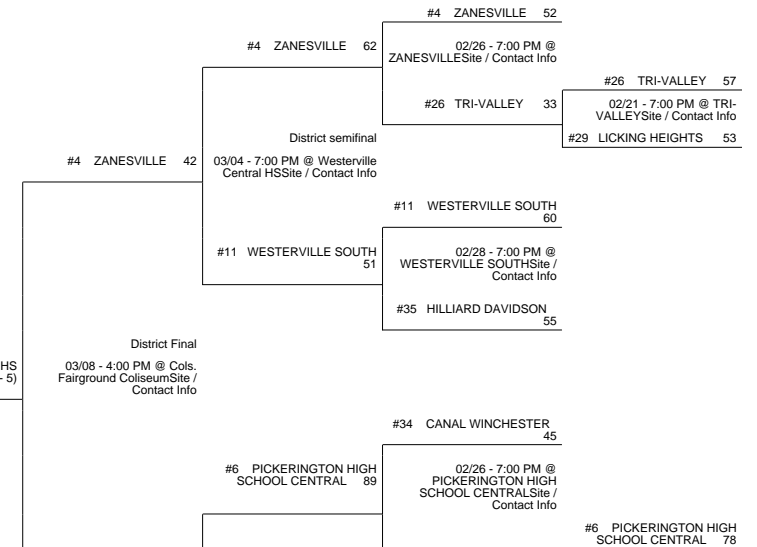 #4 ZANESVILLE 52
#4 ZANESVILLE 62
02/26 - 7:00 PM @
ZANESVILLESite / Contact Info
#26 TRI-VALLEY 57
#26 TRI-VALLEY 33
02/21 - 7:00 PM @ TRI-
VALLEYSite / Contact Info
District semifinal
#29 LICKING HEIGHTS 53
#4 ZANESVILLE 42
03/04 - 7:00 PM @ Westerville
Central HSSite / Contact Info
#11 WESTERVILLE SOUTH
60
#11 WESTERVILLE SOUTH
51
02/28 - 7:00 PM @
WESTERVILLE SOUTHSite /
Contact Info
#35 HILLIARD DAVIDSON
55
District Final
HS
- 5)
03/08 - 4:00 PM @ Cols.
Fairground ColiseumSite /
Contact Info
#34 CANAL WINCHESTER
45
#6 PICKERINGTON HIGH
SCHOOL CENTRAL 89
02/26 - 7:00 PM @
PICKERINGTON HIGH
SCHOOL CENTRALSite /
Contact Info
#6 PICKERINGTON HIGH
SCHOOL CENTRAL 78